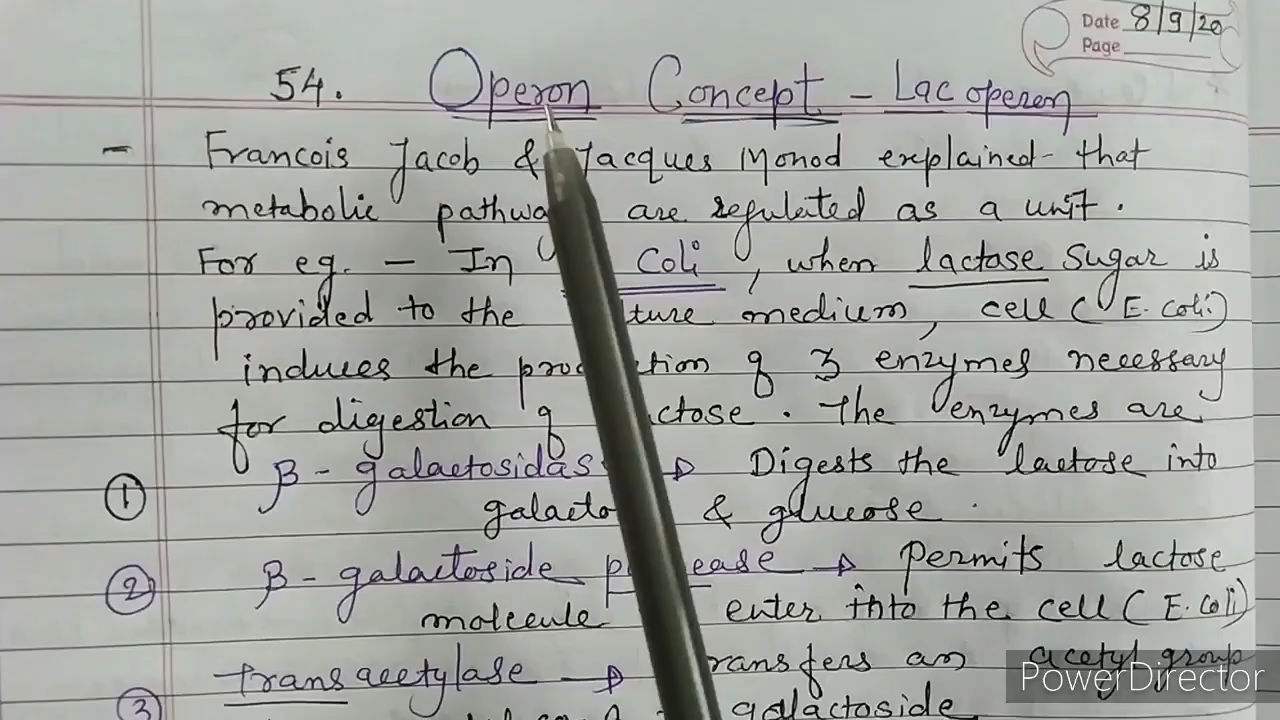 Date 8/9/20
Page
54. Operon Concept - Lac operon
- Francois Jacob & Jacques Monod explained that
metabolic pathway are regulated as a unit.
For eg. - In Coli, when lactose sugar is
provided to the medium, cell (E. Coli)
induces the 3 enzymes necessary
for digestion of . The enzymes are
① β-galactosidas → Digests the lactose into
& glucose.
② β-galactoside → permits lactose
molecule enter into the cell (E. Coli)
③ transacetylase → an acetyl group
galactoside
PowerDirector